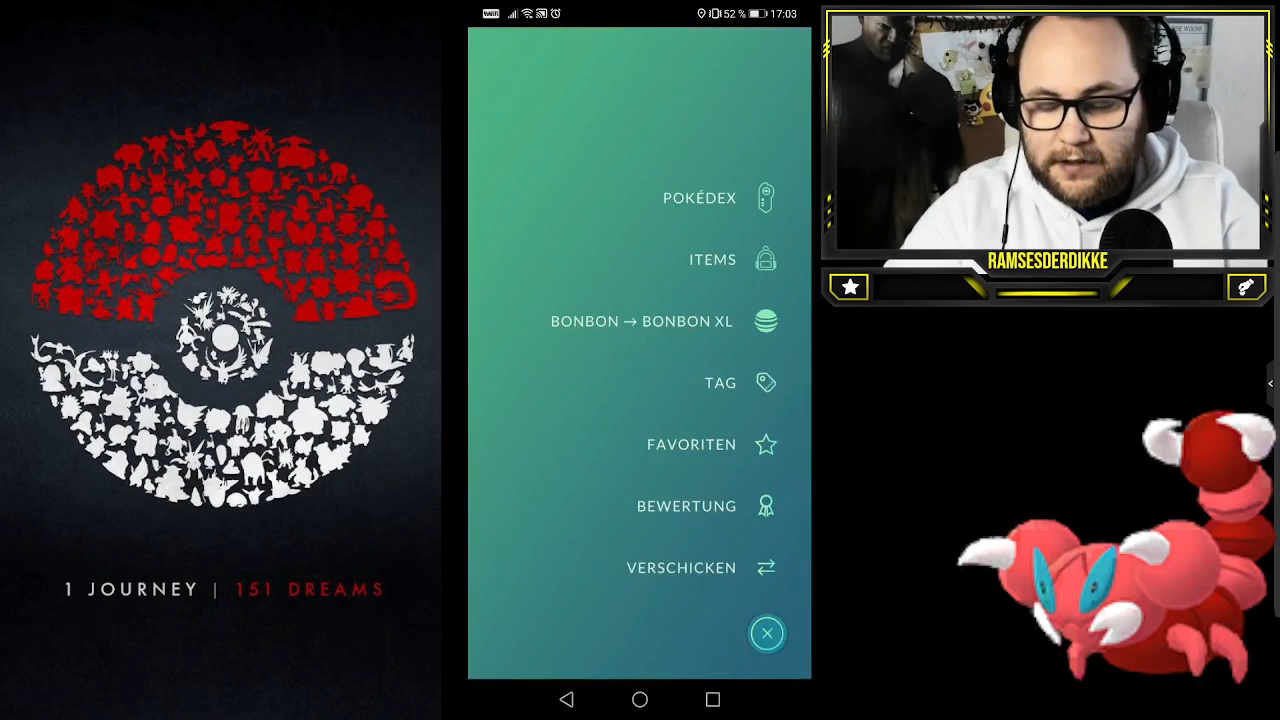 1 JOURNEY | 151 DREAMS
52 % 17:03
POKÉDEX
ITEMS
BONBON → BONBON XL
TAG
FAVORITEN
BEWERTUNG
VERSCHICKEN
RAMSESDERDIKKE